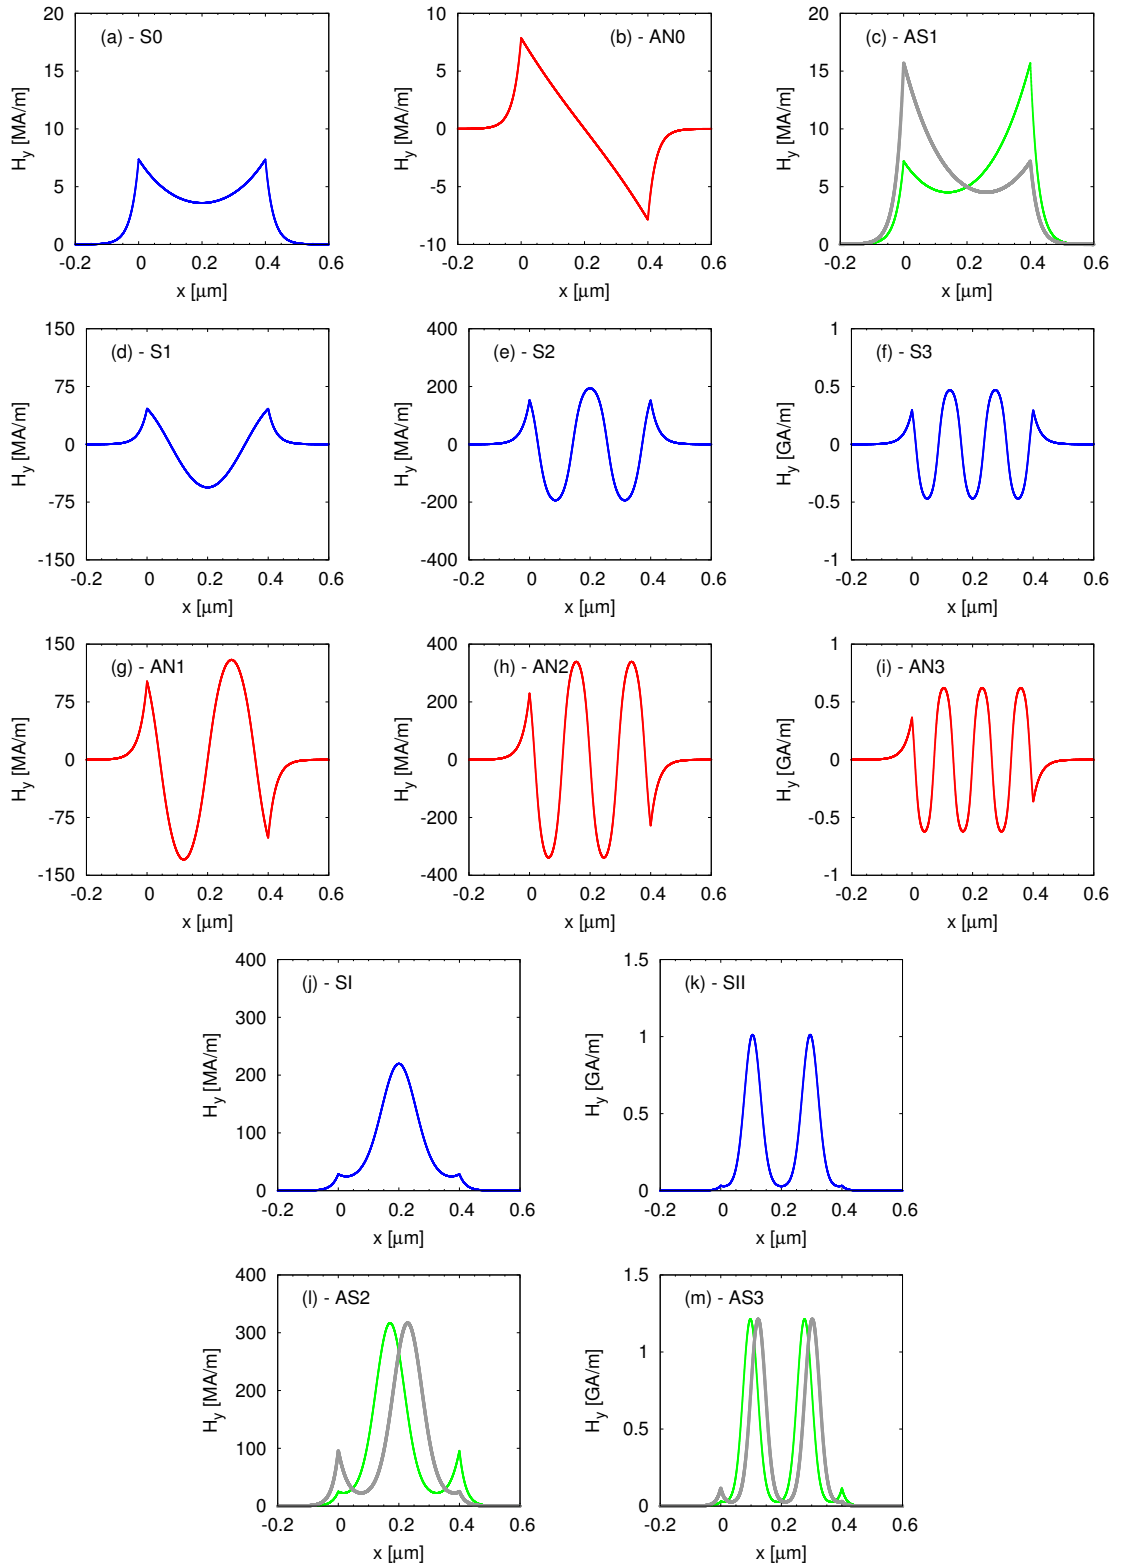 (a) - S0
H_y [MA/m]
20
15
10
5
0
-0.2 0 0.2 0.4 0.6
x [μm]
(b) - AN0
H_y [MA/m]
10
5
0
-5
-10
-0.2 0 0.2 0.4 0.6
x [μm]
(c) - AS1
H_y [MA/m]
20
15
10
5
0
-0.2 0 0.2 0.4 0.6
x [μm]
(d) - S1
H_y [MA/m]
150
75
0
-75
-150
-0.2 0 0.2 0.4 0.6
x [μm]
(e) - S2
H_y [MA/m]
400
200
0
-200
-400
-0.2 0 0.2 0.4 0.6
x [μm]
(f) - S3
H_y [GA/m]
1
0.5
0
-0.5
-1
-0.2 0 0.2 0.4 0.6
x [μm]
(g) - AN1
H_y [MA/m]
150
75
0
-75
-150
-0.2 0 0.2 0.4 0.6
x [μm]
(h) - AN2
H_y [MA/m]
400
200
0
-200
-400
-0.2 0 0.2 0.4 0.6
x [μm]
(i) - AN3
H_y [GA/m]
1
0.5
0
-0.5
-1
-0.2 0 0.2 0.4 0.6
x [μm]
(j) - SI
H_y [MA/m]
400
300
200
100
0
-0.2 0 0.2 0.4 0.6
x [μm]
(k) - SII
H_y [GA/m]
1.5
1
0.5
0
-0.2 0 0.2 0.4 0.6
x [μm]
(l) - AS2
H_y [MA/m]
400
300
200
100
0
-0.2 0 0.2 0.4 0.6
x [μm]
(m) - AS3
H_y [GA/m]
1.5
1
0.5
0
-0.2 0 0.2 0.4 0.6
x [μm]